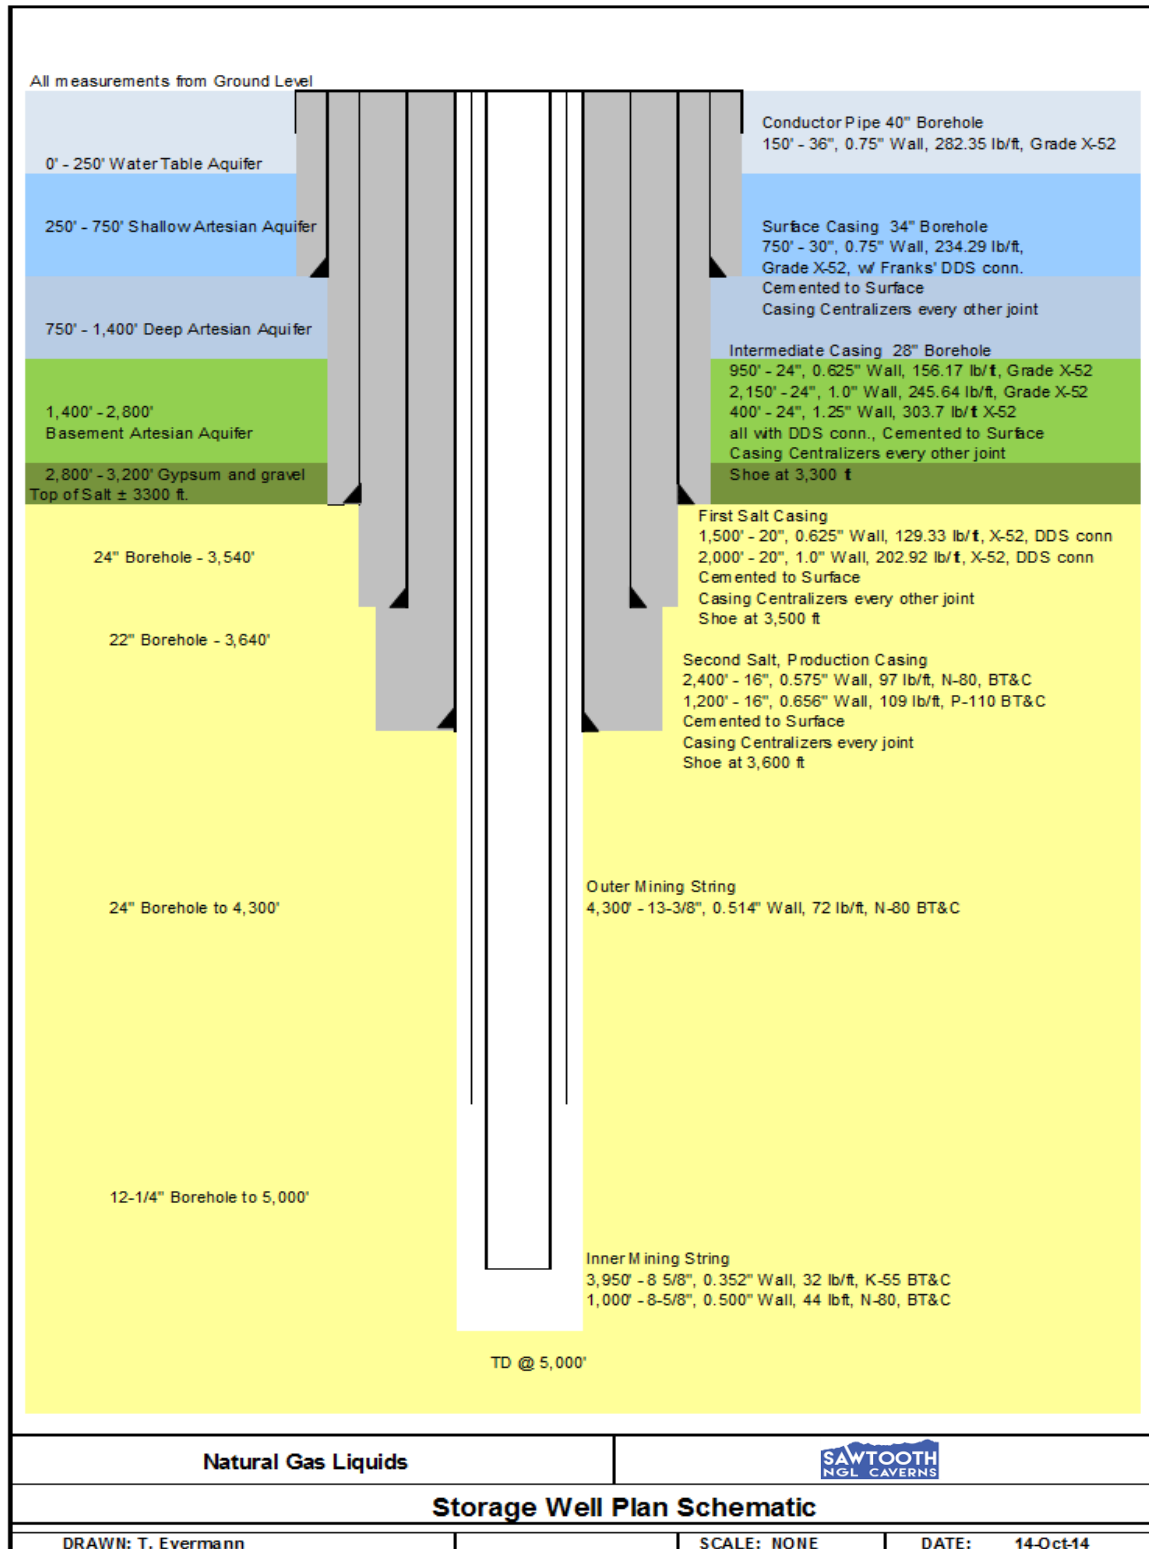 All measurements from Ground Level
Conductor Pipe 40" Borehole
150' - 36", 0.75" Wall, 282.35 lb/ft, Grade X-52
0' - 250' Water Table Aquifer
250' - 750' Shallow Artesian Aquifer
Surface Casing 34" Borehole
750' - 30", 0.75" Wall, 234.29 lb/ft,
Grade X-52, w/ Franks' DDS conn.
Cemented to Surface
Casing Centralizers every other joint
750' - 1,400' Deep Artesian Aquifer
Intermediate Casing 28" Borehole
950' - 24", 0.625" Wall, 156.17 lb/ft, Grade X-52
2,150' - 24", 1.0" Wall, 245.64 lb/ft, Grade X-52
400' - 24", 1.25" Wall, 303.7 lb/ft X-52
all with DDS conn., Cemented to Surface
Casing Centralizers every other joint
Shoe at 3,300 ft
1,400' - 2,800'
Basement Artesian Aquifer
2,800' - 3,200' Gypsum and gravel
Top of Salt ± 3300 ft.
First Salt Casing
1,500' - 20", 0.625" Wall, 129.33 lb/ft, X-52, DDS conn
2,000' - 20", 1.0" Wall, 202.92 lb/ft, X-52, DDS conn
Cemented to Surface
Casing Centralizers every other joint
Shoe at 3,500 ft
24" Borehole - 3,540'
22" Borehole - 3,640'
Second Salt, Production Casing
2,400' - 16", 0.575" Wall, 97 lb/ft, N-80, BT&C
1,200' - 16", 0.656" Wall, 109 lb/ft, P-110 BT&C
Cemented to Surface
Casing Centralizers every joint
Shoe at 3,600 ft
Outer Mining String
4,300' - 13-3/8", 0.514" Wall, 72 lb/ft, N-80 BT&C
24" Borehole to 4,300'
12-1/4" Borehole to 5,000'
Inner Mining String
3,950' - 8 5/8", 0.352" Wall, 32 lb/ft, K-55 BT&C
1,000' - 8-5/8", 0.500" Wall, 44 lbft, N-80, BT&C
TD @ 5,000'
Natural Gas Liquids
SAWTOOTH
NGL CAVERNS
Storage Well Plan Schematic
DRAWN: T. Evermann
SCALE: NONE
DATE: 14-Oct-14